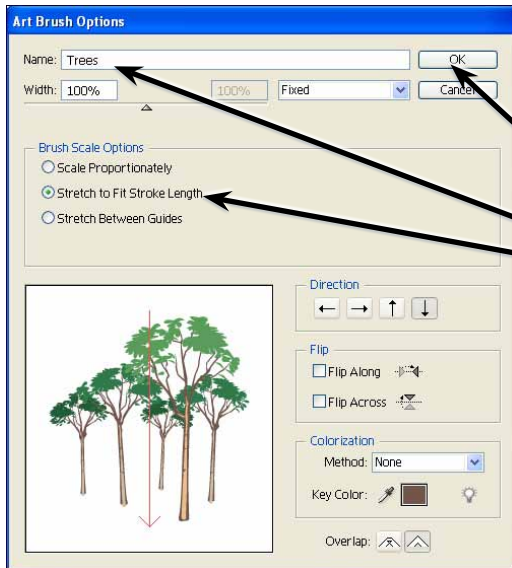 Art Brush Options
Name: Trees OK
Width: 100% 100% Fixed Cancel
Brush Scale Options
Scale Proportionately
Stretch to Fit Stroke Length
Stretch Between Guides
Direction
Flip
Flip Along
Flip Across
Colorization
Method: None
Key Color:
Overlap: